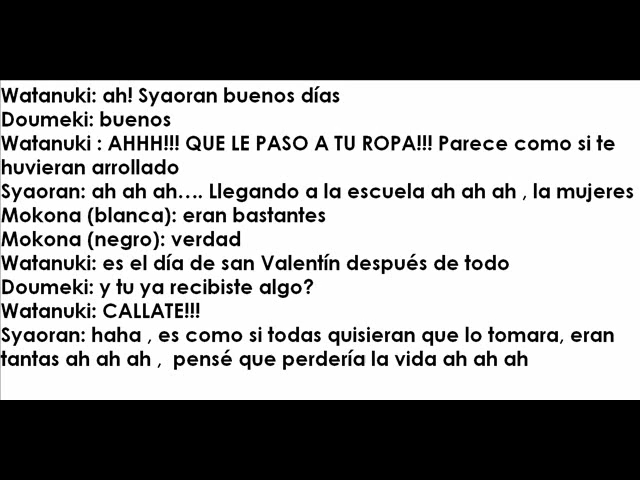 Watanuki: ah! Syaoran buenos días
Doumeki: buenos
Watanuki : AHHH!!! QUE LE PASO A TU ROPA!!! Parece como si te
huvieran arrollado
Syaoran: ah ah ah…. Llegando a la escuela ah ah ah , la mujeres
Mokona (blanca): eran bastantes
Mokona (negro): verdad
Watanuki: es el día de san Valentín después de todo
Doumeki: y tu ya recibiste algo?
Watanuki: CALLATE!!!
Syaoran: haha , es como si todas quisieran que lo tomara, eran
tantas ah ah ah ,  pensé que perdería la vida ah ah ah